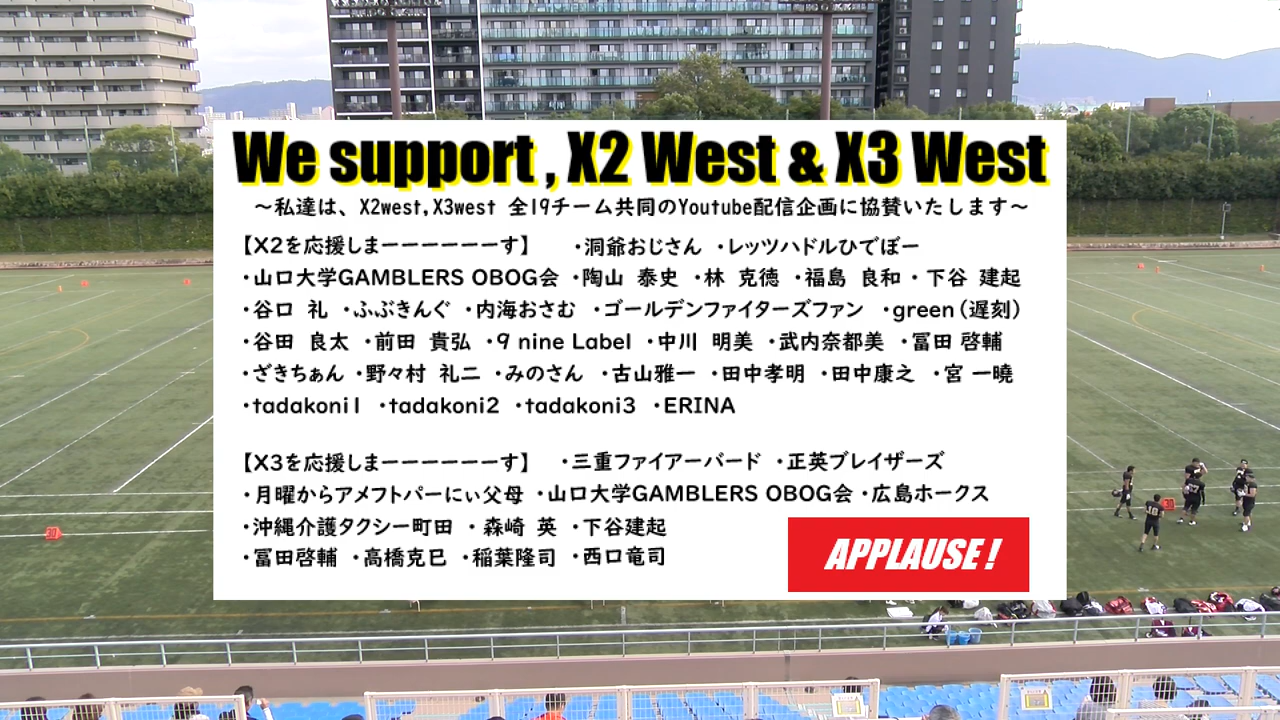 We support , X2 West & X3 West
～私達は、X2west,X3west 全19チーム共同のYoutube配信企画に協賛いたします～
【X2を応援しまーーーーーーす】 ・洞爺おじさん ・レッツハドルひでぽー
・山口大学GAMBLERS OBOG会 ・陶山 泰史 ・林 克徳 ・福島 良和 ・下谷 建起
・谷口 礼 ・ふぶきんぐ ・内海おさむ ・ゴールデンファイターズファン ・green（遅刻）
・谷田 良太 ・前田 貴弘 ・9 nine Label ・中川 明美 ・武内奈都美 ・冨田 啓輔
・ざきちぁん ・野々村 礼二 ・みのさん ・古山雅一 ・田中孝明 ・田中康之 ・宮 一曉
・tadakoni1 ・tadakoni2 ・tadakoni3 ・ERINA
【X3を応援しまーーーーーーす】 ・三重ファイアーバード ・正英ブレイザーズ
・月曜からアメフトパーにぃ父母 ・山口大学GAMBLERS OBOG会 ・広島ホークス
・沖縄介護タクシー町田 ・森崎 英 ・下谷建起
・冨田啓輔 ・高橋克巳 ・稲葉隆司 ・西口竜司
APPLAUSE !
30
30
18